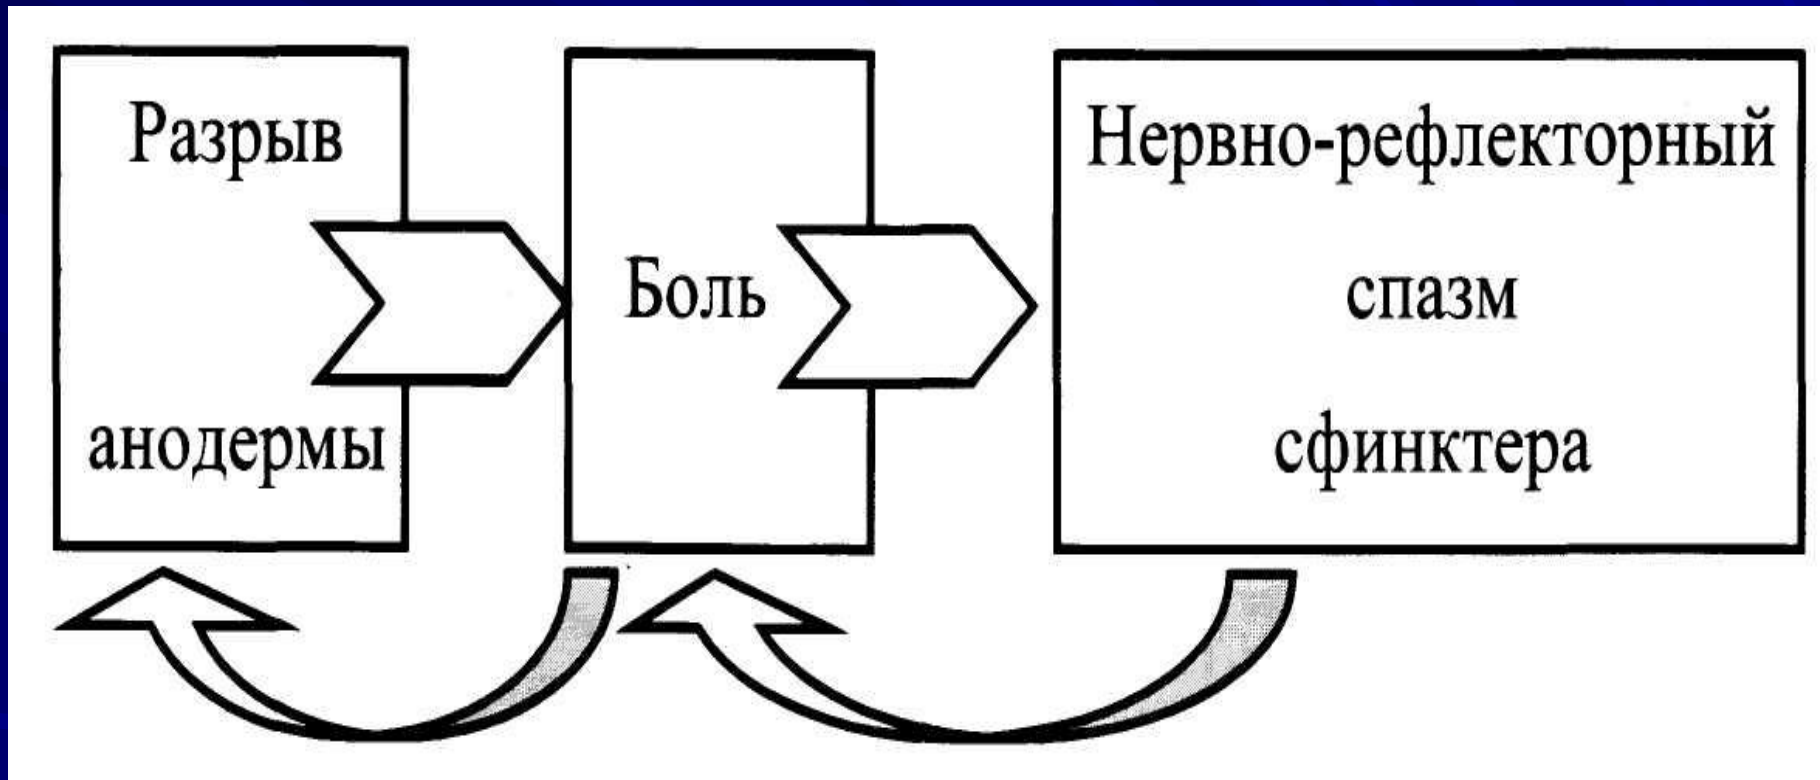 Разрыв
анодермы
Боль
Нервно-рефлекторный
спазм
сфинктера